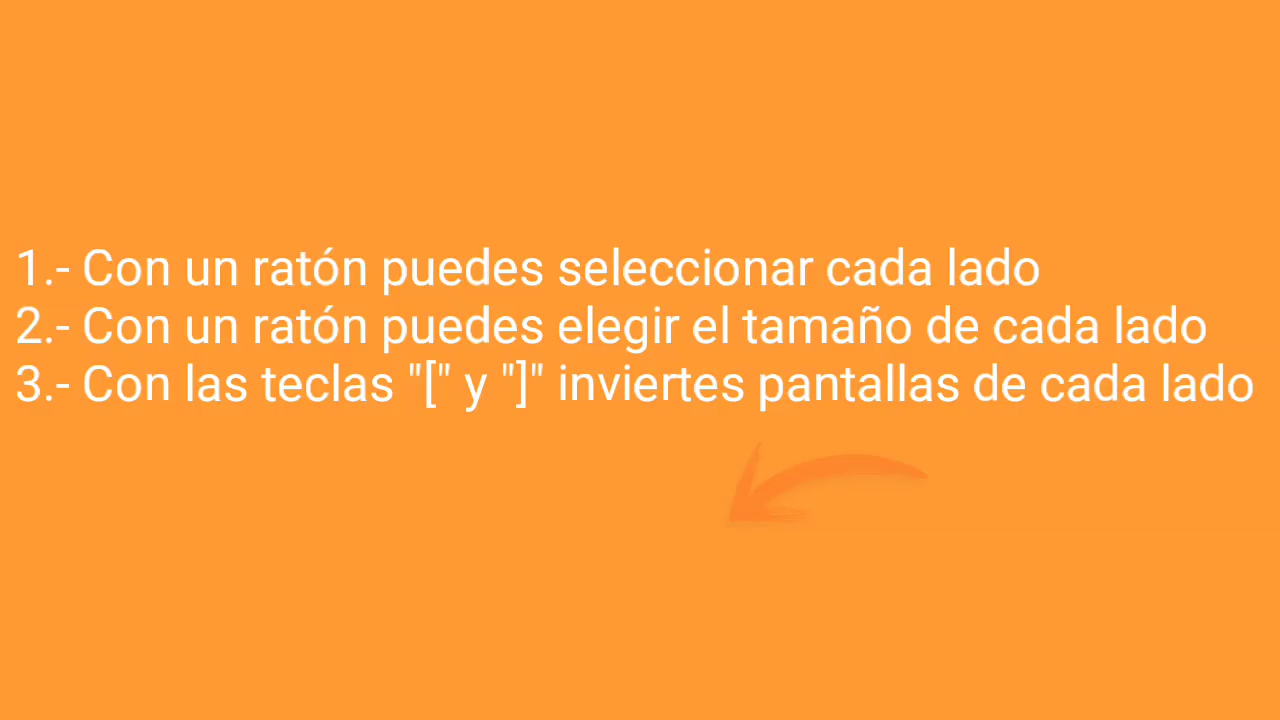 1.- Con un ratón puedes seleccionar cada lado
2.- Con un ratón puedes elegir el tamaño de cada lado
3.- Con las teclas "[" y "]" inviertes pantallas de cada lado